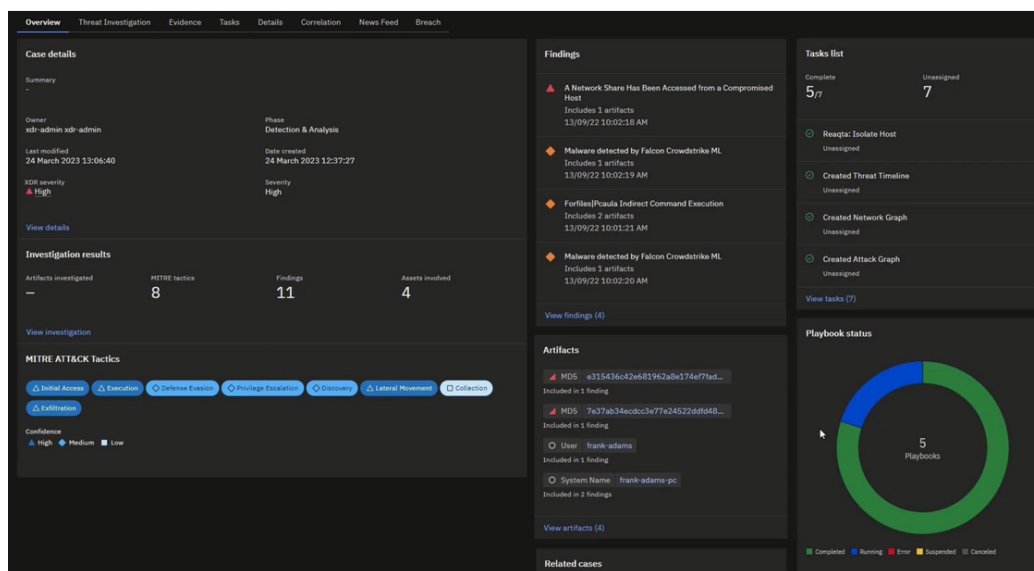 Overview Threat Investigation Evidence Tasks Details Correlation News Feed Breach
Case details
Summary
-
Owner
xdr-admin xdr-admin
Phase
Detection & Analysis
Last modified
24 March 2023 13:06:40
Date created
24 March 2023 12:37:27
XDR severity
High
Severity
High
View details
Investigation results
Artifacts investigated
—
MITRE tactics
8
Findings
11
Assets involved
4
View investigation
MITRE ATT&CK Tactics
Initial Access Execution Defense Evasion Privilege Escalation Discovery Lateral Movement Collection
Exfiltration
Confidence
High Medium Low
Findings
A Network Share Has Been Accessed from a Compromised
Host
Includes 1 artifacts
13/09/22 10:02:18 AM
Malware detected by Falcon Crowdstrike ML
Includes 1 artifacts
13/09/22 10:02:19 AM
Forfiles|Pcaula Indirect Command Execution
Includes 2 artifacts
13/09/22 10:01:21 AM
Malware detected by Falcon Crowdstrike ML
Includes 1 artifacts
13/09/22 10:02:20 AM
View findings (4)
Artifacts
MD5 e315436c42e681962a8e174ef7fad...
Included in 1 finding
MD5 7e37ab34ecdcc3e77e24522ddfd48...
Included in 1 finding
User frank-adams
Included in 1 finding
System Name frank-adams-pc
Included in 2 findings
View artifacts (4)
Related cases
Tasks list
Complete
5/7
Unassigned
7
Reaqta: Isolate Host
Unassigned
Created Threat Timeline
Unassigned
Created Network Graph
Unassigned
Created Attack Graph
Unassigned
View tasks (7)
Playbook status
5
Playbooks
Completed Running Error Suspended Canceled